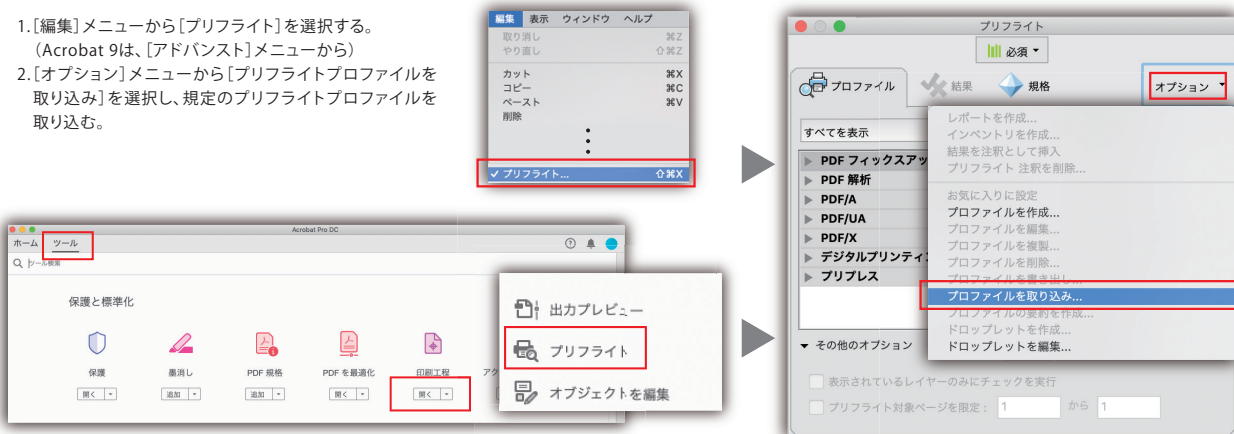 1.[編集]メニューから[プリフライト]を選択する。
(Acrobat 9は、[アドバンスト]メニューから)
2.[オプション]メニューから[プリフライトプロファイルを
取り込み]を選択し、規定のプリフライトプロファイルを
取り込む。
編集 表示 ウィンドウ ヘルプ
取り消し ⌘Z
やり直し ⇧⌘Z
カット ⌘X
コピー ⌘C
ペースト ⌘V
削除
✓ プリフライト... ⇧⌘X
Acrobat Pro DC
ホーム ツール
ツール検索
保護と標準化
保護 墨消し PDF 規格 PDF を最適化 印刷工程
開く 追加 追加 開く 開く
出力プレビュー
プリフライト
オブジェクトを編集
プリフライト
必須
プロファイル 結果 規格 オプション
すべてを表示
PDF フィックスアッ
PDF 解析
PDF/A
PDF/UA
PDF/X
デジタルプリンティ
プリプレス
レポートを作成...
インベントリを作成...
結果を注釈として挿入
プリフライト 注釈を削除...
お気に入りに設定
プロファイルを作成...
プロファイルを編集...
プロファイルを複製...
プロファイルを削除...
プロファイルを書き出し...
プロファイルを取り込み...
プロファイルの要約を作成...
ドロップレットを作成...
ドロップレットを編集...
その他のオプション
表示されているレイヤーのみにチェックを実行
プリフライト対象ページを限定: 1 から 1